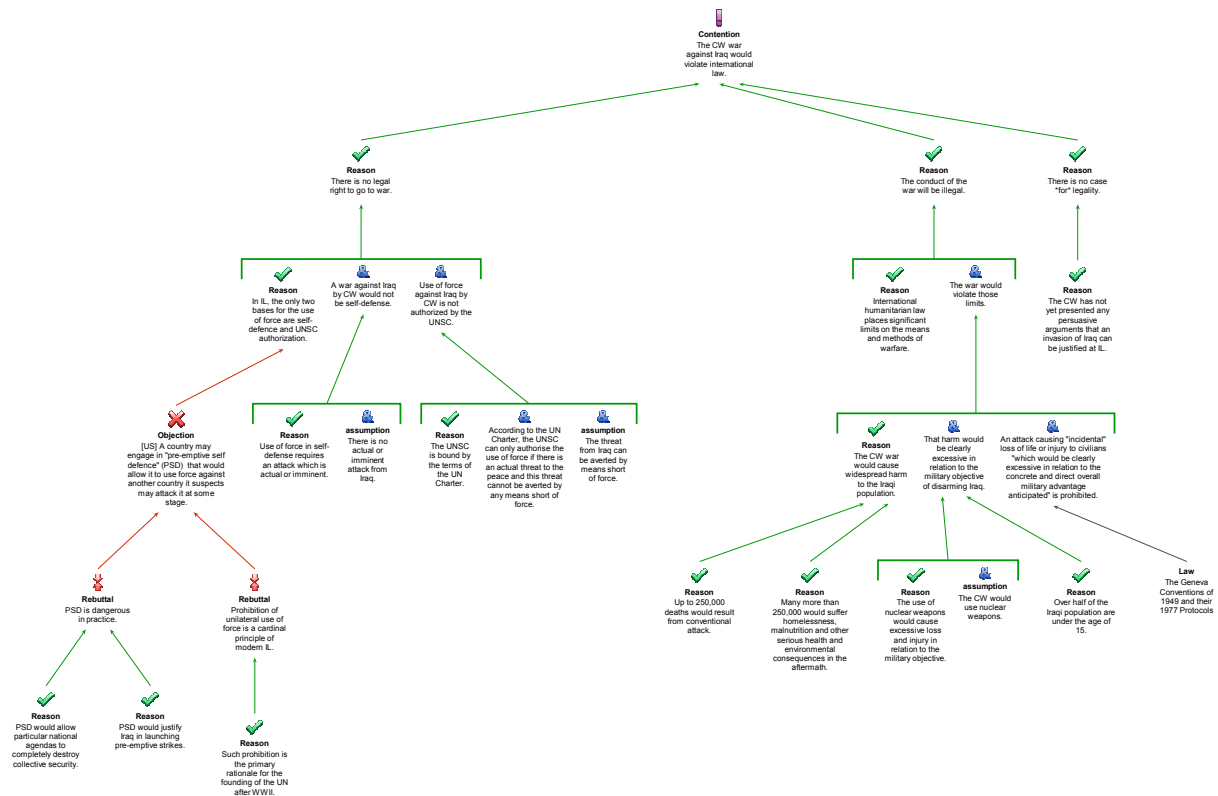 Contention
The CW war
against Iraq would
violate international
law.
Reason
There is no legal
right to go to war.
Reason
The conduct of the
war will be illegal.
Reason
There is no case
*for* legality.
Reason
In IL, the only two
bases for the use
of force are self-
defence and UNSC
authorization.
A war against Iraq
by CW would not
be self-defense.
Use of force
against Iraq by
CW is not
authorized by the
UNSC.
Reason
International
humanitarian law
places significant
limits on the means
and methods of
warfare.
The war would
violate those
limits.
Reason
The CW has not
yet presented any
persuasive
arguments that an
invasion of Iraq can
be justified at IL.
Objection
[US] A country may
engage in "pre-emptive self
defence" (PSD) that would
allow it to use force against
another country it suspects
may attack it at some
stage.
Reason
Use of force in self-
defense requires
an attack which is
actual or imminent.
assumption
There is no
actual or
imminent
attack from
Iraq.
Reason
The UNSC is
bound by the
terms of the
UN Charter.
According to the UN
Charter, the UNSC
can only authorise the
use of force if there is
an actual threat to the
peace and this threat
cannot be averted by
any means short of
force.
assumption
The threat
from Iraq can
be averted by
means short
of force.
Reason
The CW war
would cause
widespread harm
to the Iraqi
population.
That harm would
be clearly
excessive in
relation to the
military objective
of disarming Iraq.
An attack causing "incidental"
loss of life or injury to civilians
"which would be clearly
excessive in relation to the
concrete and direct overall
military advantage
anticipated" is prohibited.
Rebuttal
PSD is dangerous
in practice.
Rebuttal
Prohibition of
unilateral use of
force is a cardinal
principle of
modern IL.
Reason
Up to 250,000
deaths would result
from conventional
attack.
Reason
Many more than
250,000 would suffer
homelessness,
malnutrition and other
serious health and
environmental
consequences in the
aftermath.
Reason
The use of
nuclear weapons
would cause
excessive loss
and injury in
relation to the
military objective.
assumption
The CW would
use nuclear
weapons.
Reason
Over half of the
Iraqi population are
under the age of
15.
Law
The Geneva
Conventions of
1949 and their
1977 Protocols
Reason
PSD would allow
particular national
agendas to
completely destroy
collective security.
Reason
PSD would justify
Iraq in launching
pre-emptive strikes.
Reason
Such prohibition is
the primary
rationale for the
founding of the UN
after WWII.